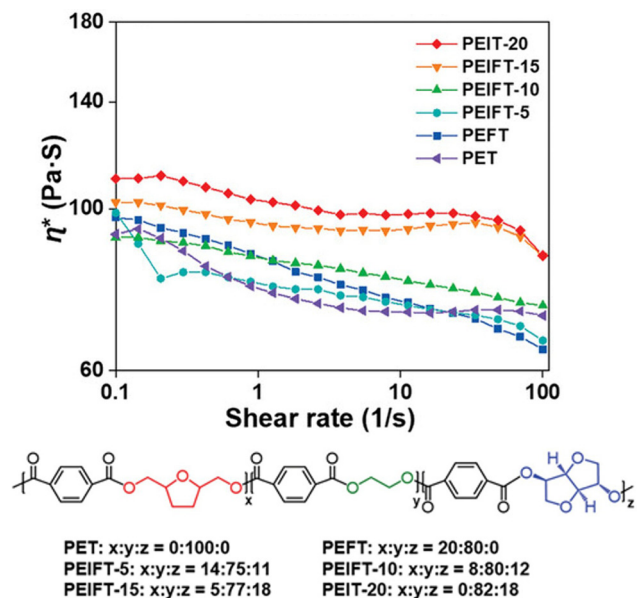 180
140
100
60
η* (Pa·S)
PEIT-20
PEIFT-15
PEIFT-10
PEIFT-5
PEFT
PET
0.1 1 10 100
Shear rate (1/s)
O O O O O O H O
O O O O O O O O
x y O H z
PET: x:y:z = 0:100:0 PEFT: x:y:z = 20:80:0
PEIFT-5: x:y:z = 14:75:11 PEIFT-10: x:y:z = 8:80:12
PEIFT-15: x:y:z = 5:77:18 PEIT-20: x:y:z = 0:82:18